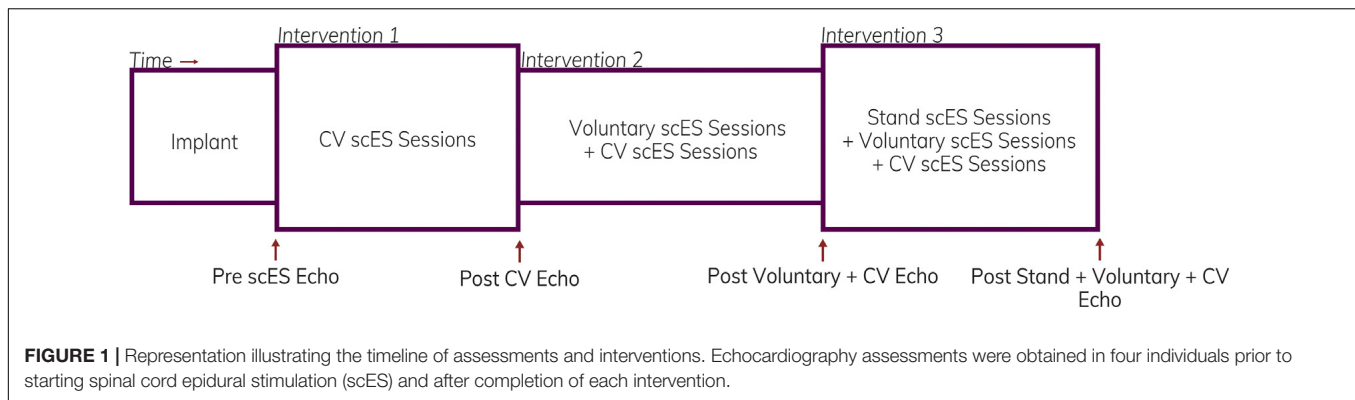 Intervention 1
Intervention 3
Time →
Intervention 2
Implant
CV scES Sessions
Voluntary scES Sessions
+ CV scES Sessions
Stand scES Sessions
+ Voluntary scES Sessions
+ CV scES Sessions
Pre scES Echo
Post CV Echo
Post Voluntary + CV Echo
Post Stand + Voluntary + CV
Echo
FIGURE 1 | Representation illustrating the timeline of assessments and interventions. Echocardiography assessments were obtained in four individuals prior to
starting spinal cord epidural stimulation (scES) and after completion of each intervention.